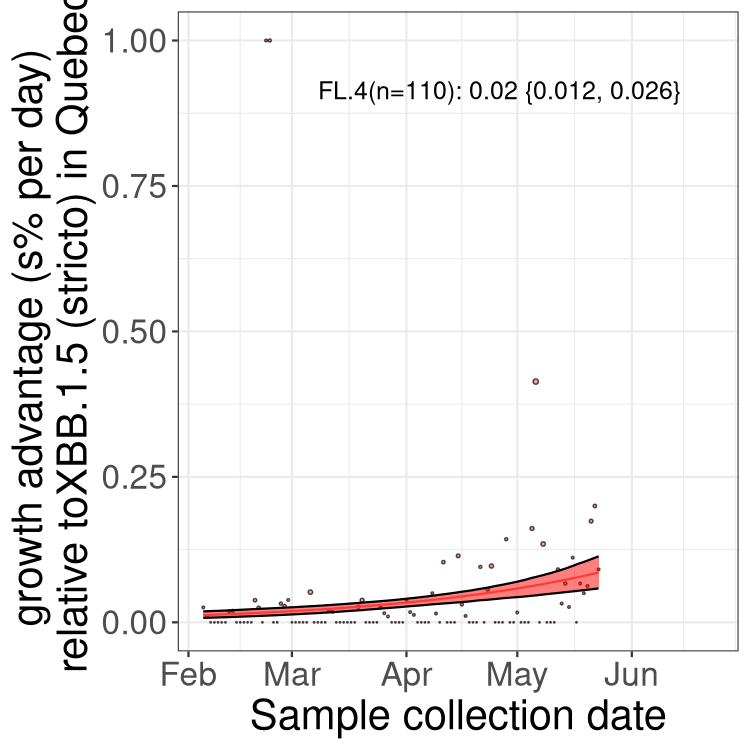 growth advantage (s% per day)
relative toXBB.1.5 (stricto) in Quebec
1.00
0.75
0.50
0.25
0.00
FL.4(n=110): 0.02 {0.012, 0.026}
Feb Mar Apr May Jun
Sample collection date